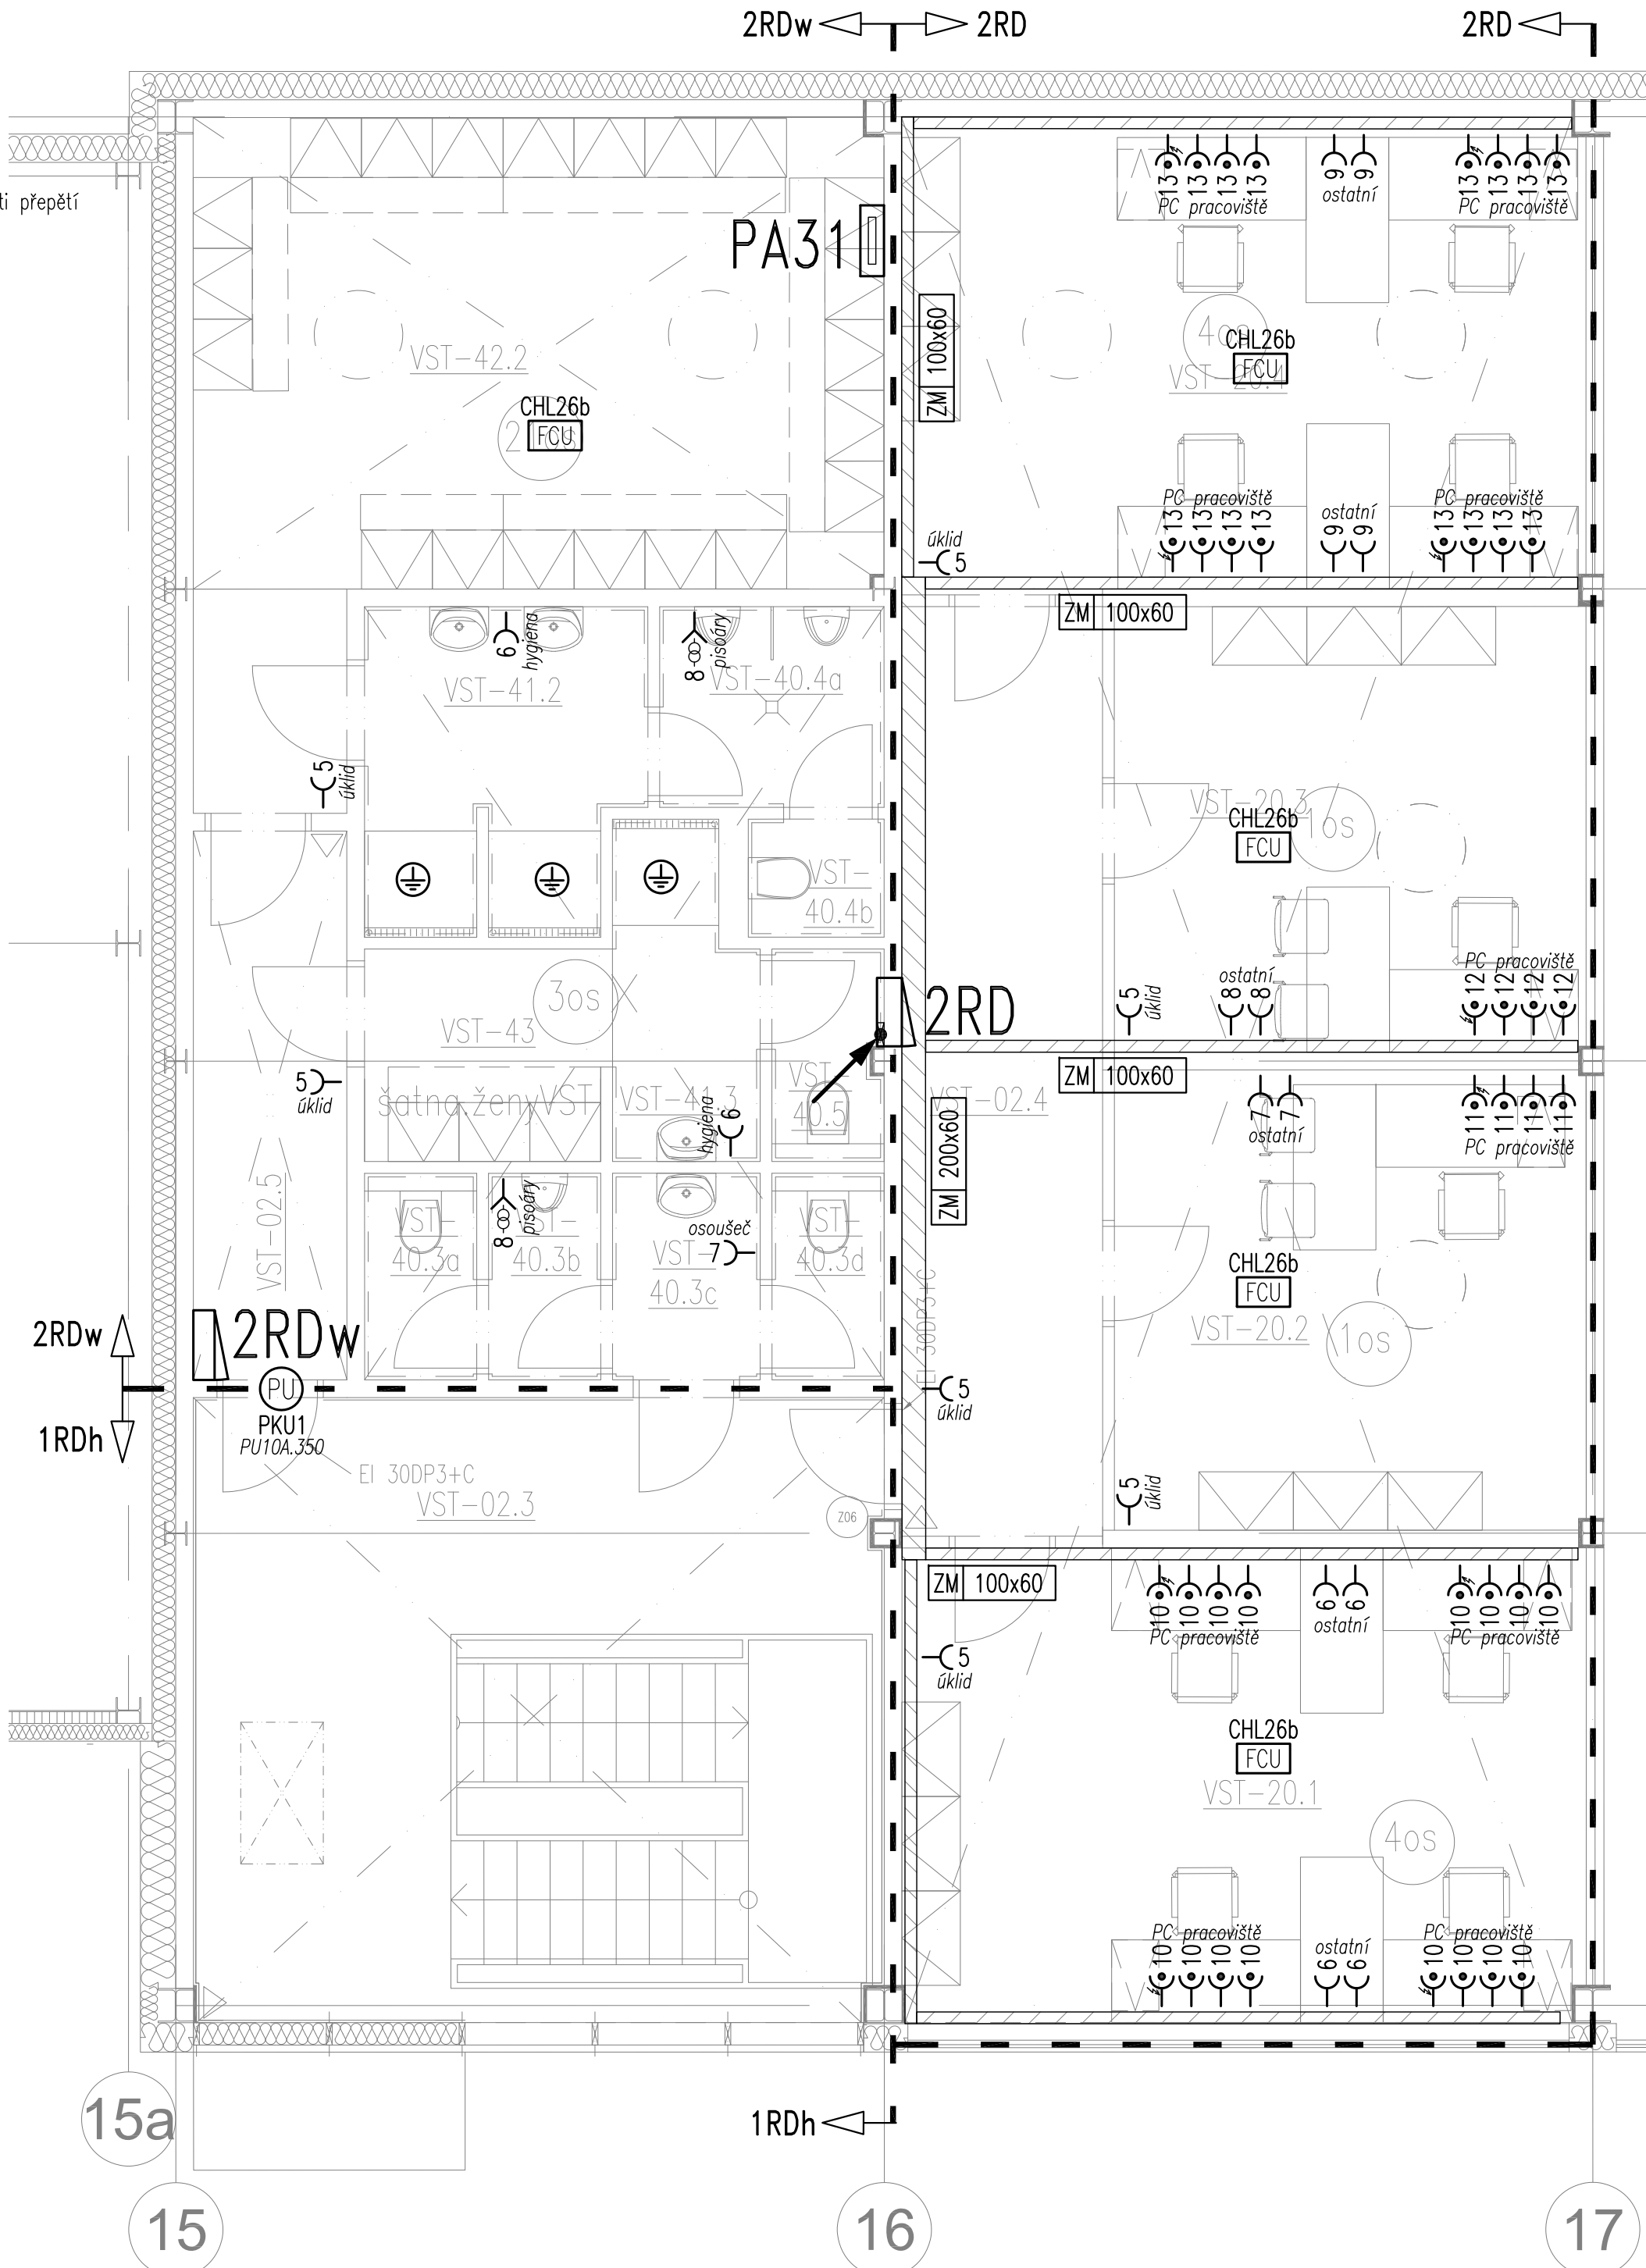 2RDw 2RD 2RD
ti přepětí
13 13 13 13
PC pracoviště
9 9
ostatní
13 13 13 13
PC pracoviště
PA31
ZM 100x60
VST-42.2
CHL26b
FCU
CHL26b
FCU
4os
VST-20.4
PC pracoviště
13 13 13 13
ostatní
9 9
PC pracoviště
13 13 13 13
úklid
5
ZM 100x60
6
hygiena
8
pisoáry
VST-41.2
VST-40.4a
5
úklid
VST-20.3
CHL26b
FCU
1os
VST-
40.4b
3os
VST-43
ostatní
8 8
5
úklid
PC pracoviště
12 12 12 12
2RD
ZM 100x60
5
úklid
šatna.ženyVST
VST-41.3
hygiena
6
VST-
40.5
VST-02.4
ZM 200x60
7 7
ostatní
11 11 11 11
PC pracoviště
VST-02.5
VST-
40.3a
8
pisoáry
VST-
40.3b
osoušeč
7
VST-
40.3c
VST-
40.3d
EI 30DP3+C
CHL26b
FCU
VST-20.2
1os
2RDw
2RDw
PU
PKU1
PU10A.350
1RDh
5
úklid
EI 30DP3+C
VST-02.3
Z06
5
úklid
ZM 100x60
10 10 10 10
PC pracoviště
6 6
ostatní
10 10 10 10
PC pracoviště
5
úklid
CHL26b
FCU
VST-20.1
4os
PC pracoviště
10 10 10 10
ostatní
6 6
PC pracoviště
10 10 10 10
1RDh
15a
15 16 17